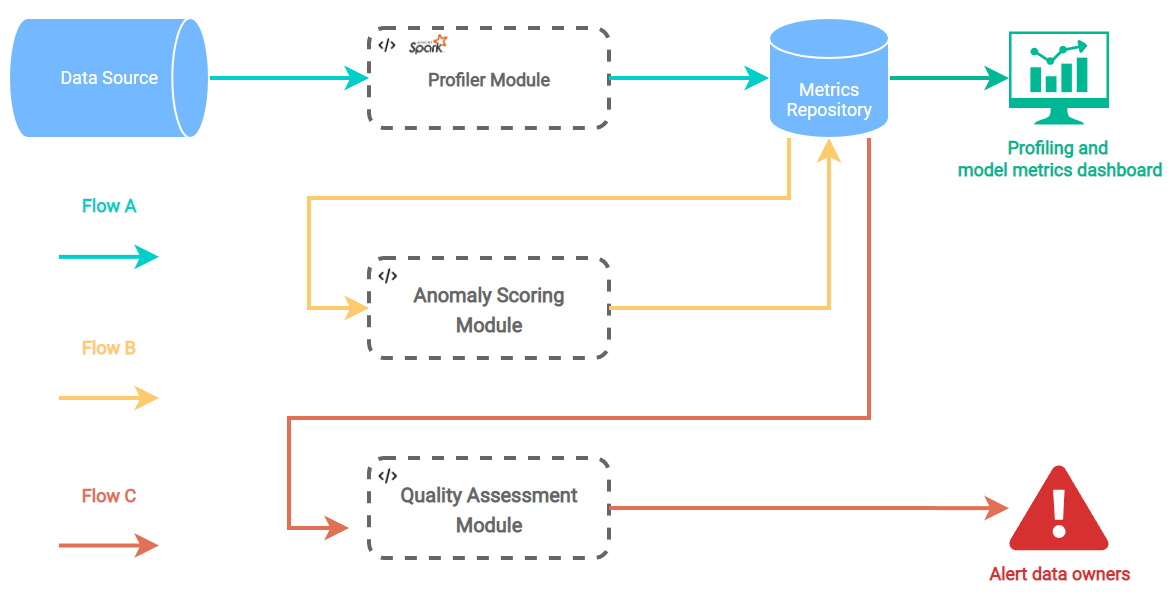 Data Source
</>
Spark
Profiler Module
Metrics
Repository
Profiling and
model metrics dashboard
Flow A
</>
Anomaly Scoring
Module
Flow B
</>
Quality Assessment
Module
Flow C
Alert data owners